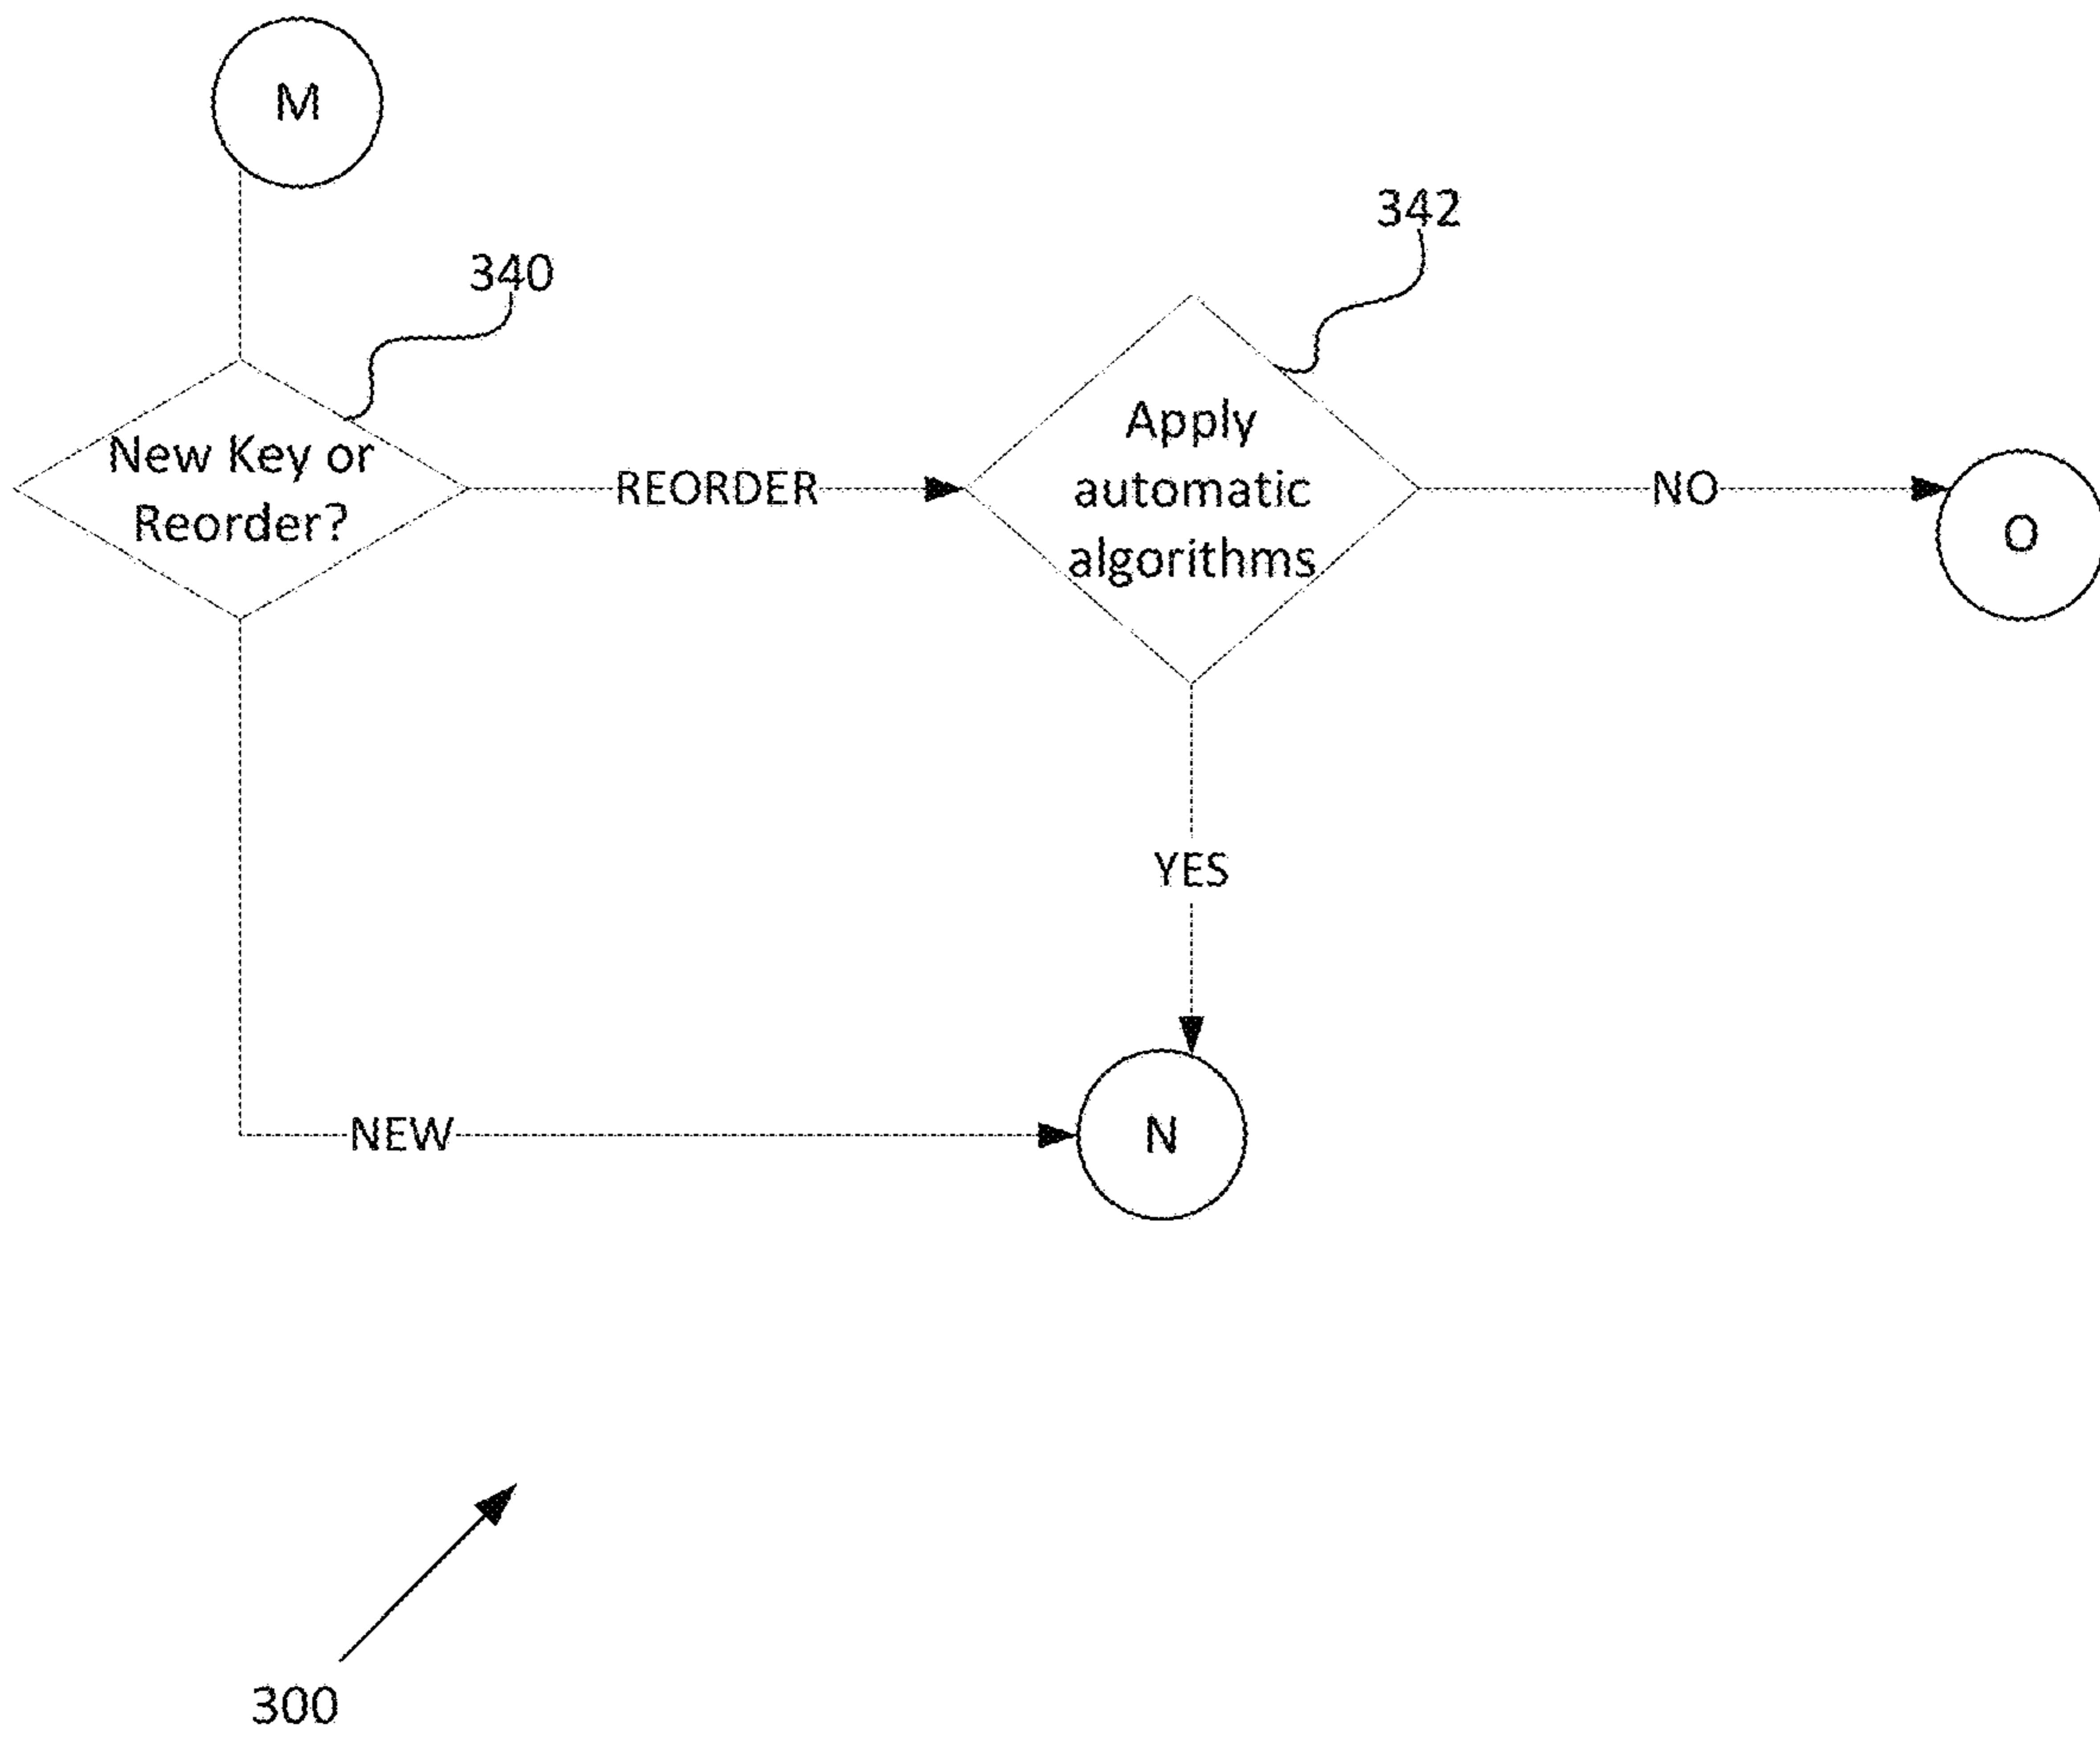 M
342
340
New Key or
Reorder?
REORDER
Apply
automatic
algorithms
NO
O
YES
NEW
N
300